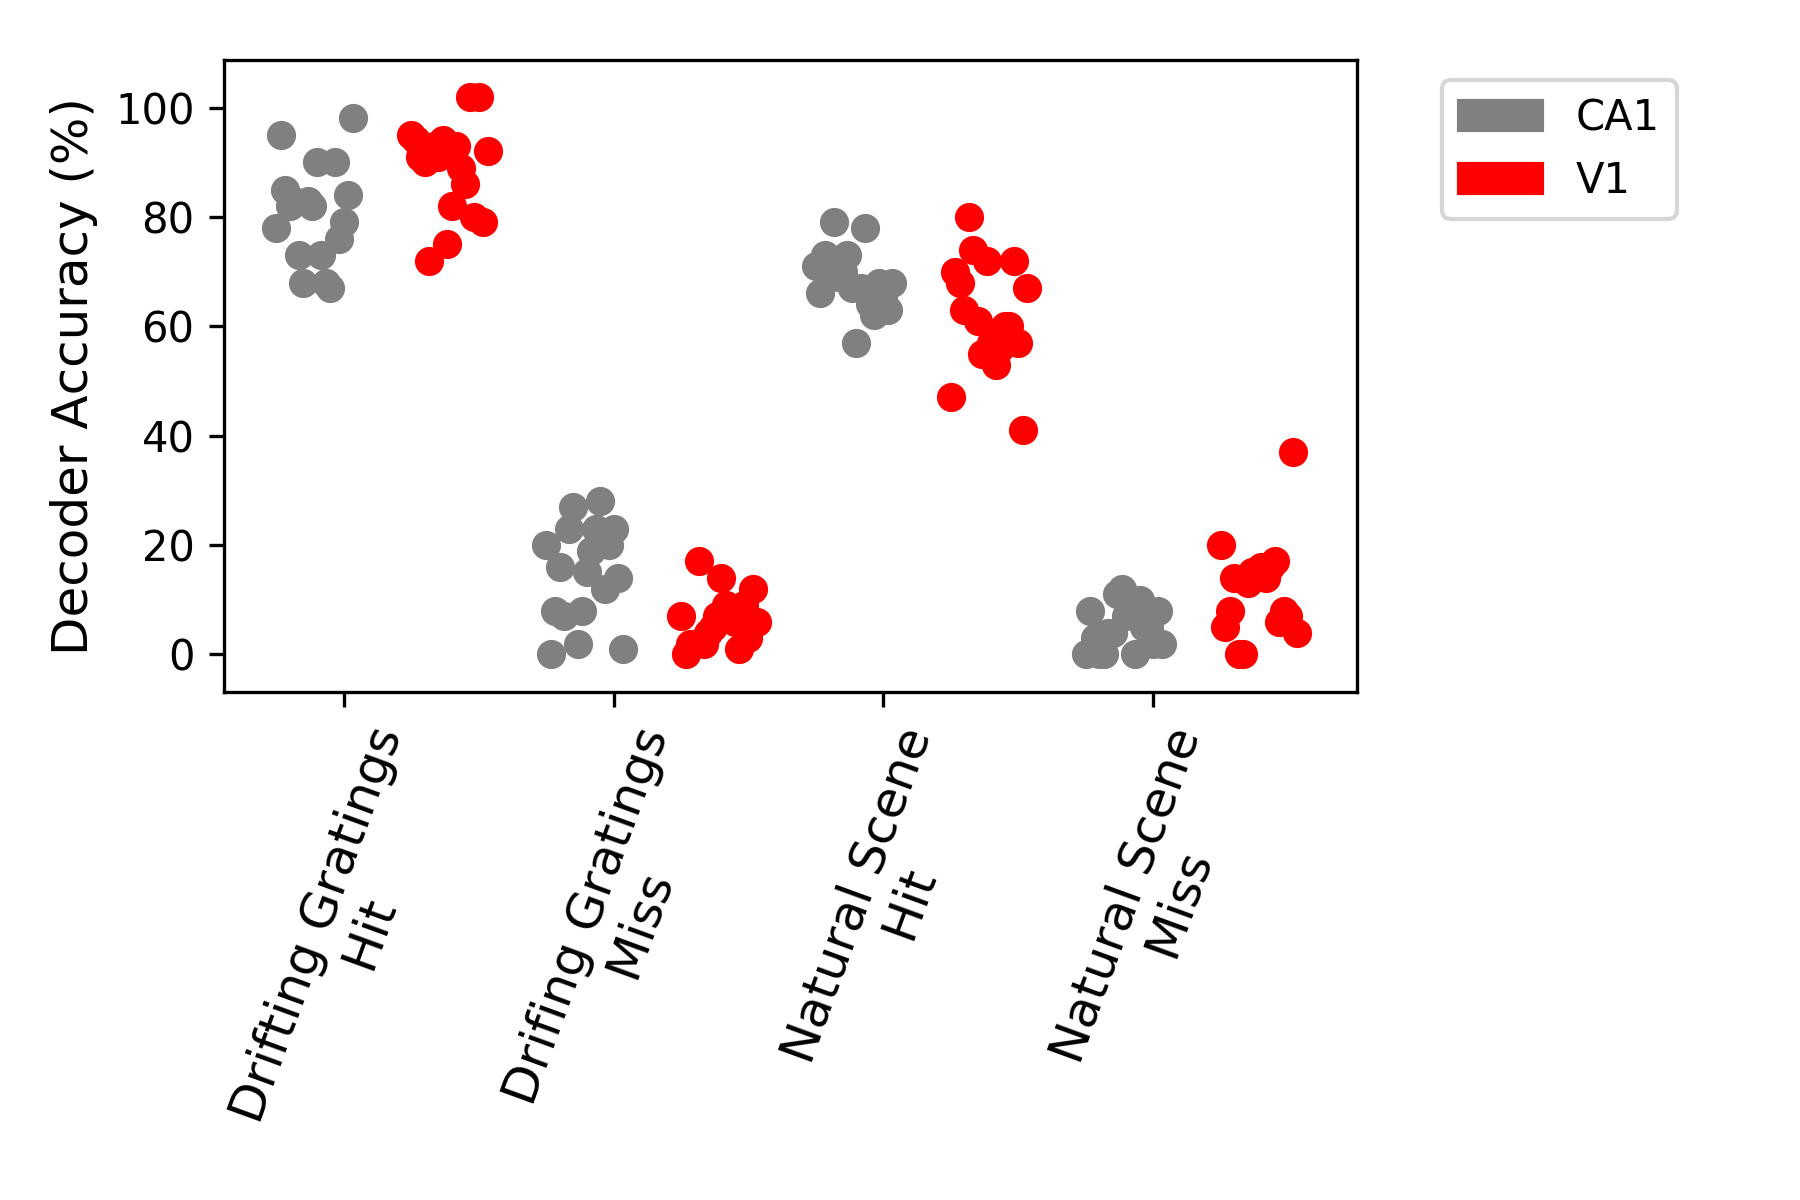 Decoder Accuracy (%)
100
80
60
40
20
0
Drifting Gratings
Hit
Drifing Gratings
Miss
Natural Scene
Hit
Natural Scene
Miss
CA1
V1